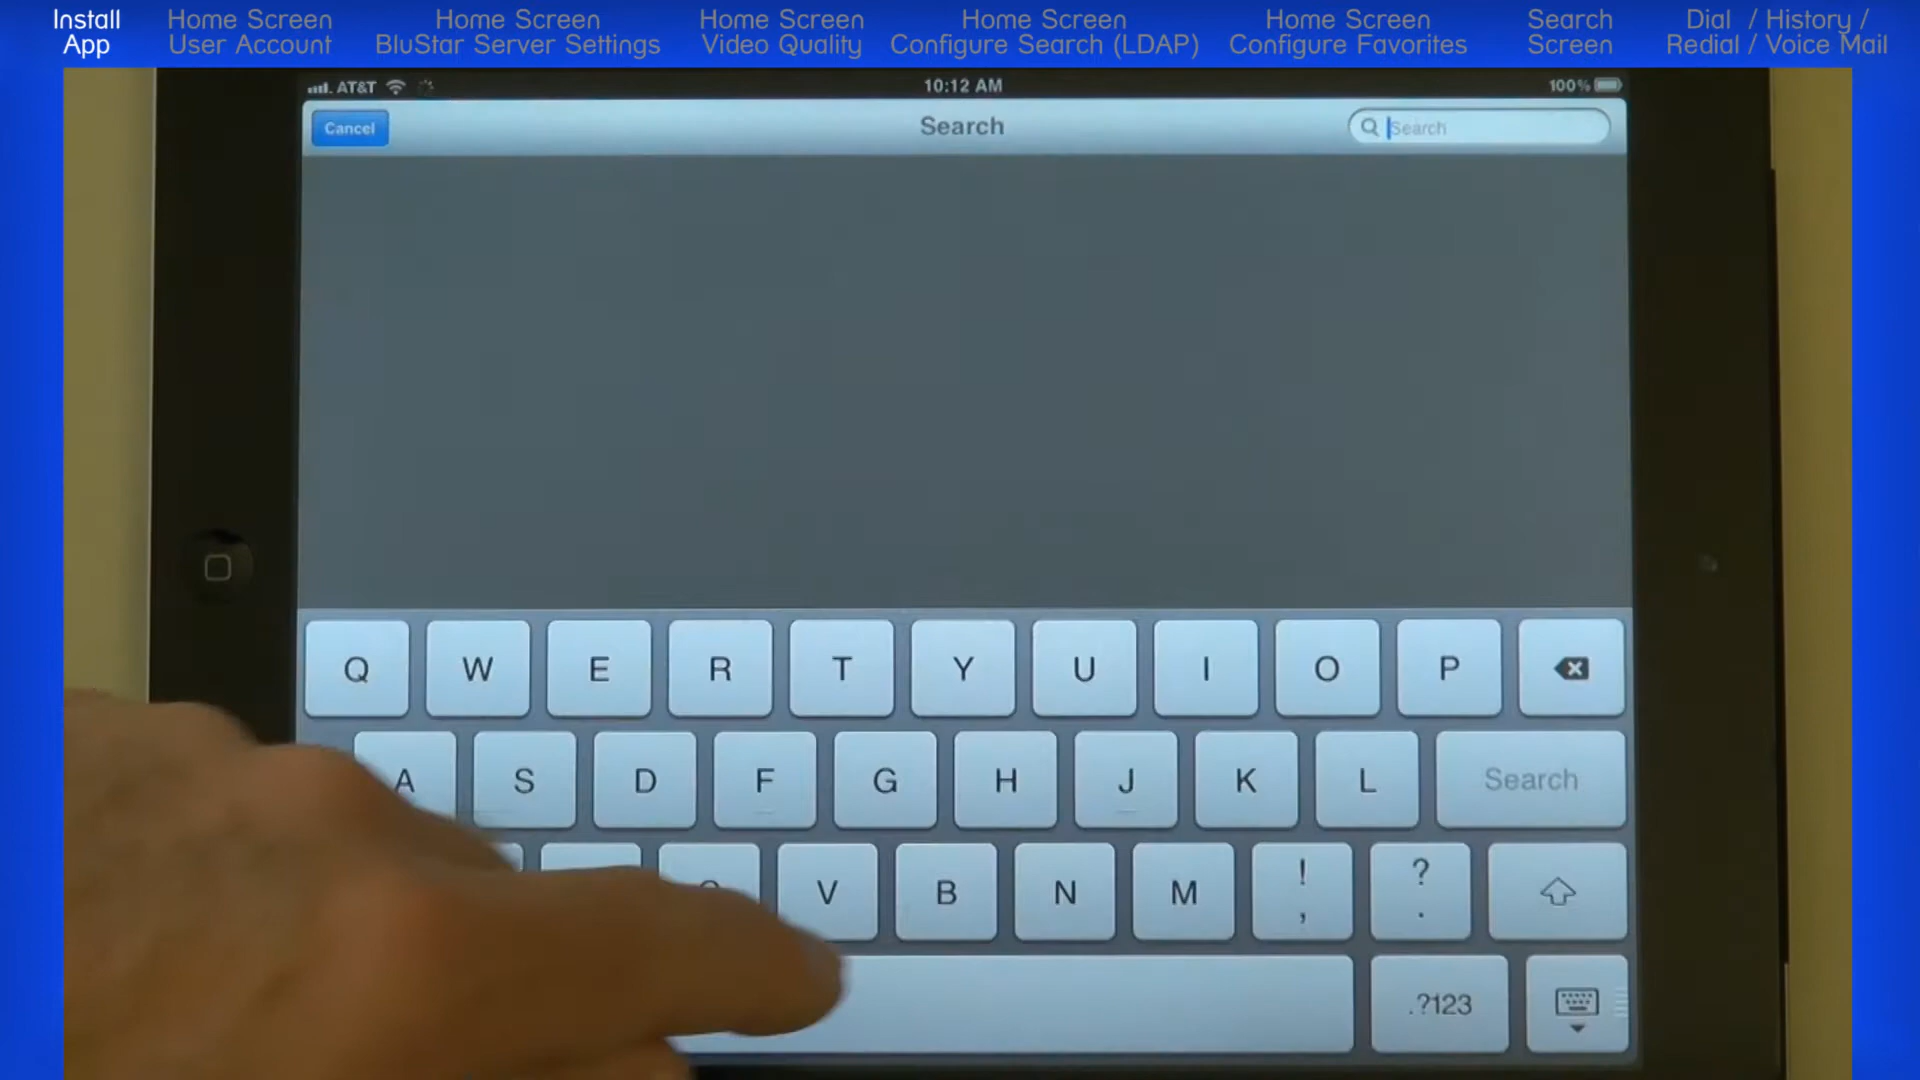 Install
App
Home Screen
User Account
Home Screen
BluStar Server Settings
Home Screen
Video Quality
Home Screen
Configure Search (LDAP)
Home Screen
Configure Favorites
Search
Screen
Dial / History /
Redial / Voice Mail
AT&T 10:12 AM 100%
Cancel Search Search
Q W E R T Y U I O P
A S D F G H J K L Search
V B N M ! , ? .
.?123